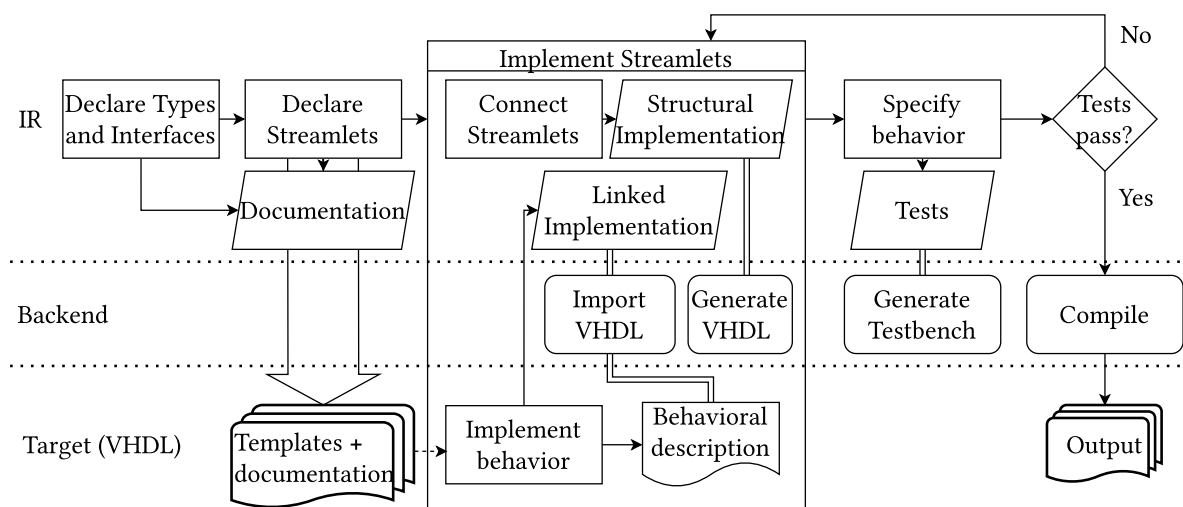 No
Implement Streamlets
IR
Declare Types
and Interfaces
Declare
Streamlets
Connect
Streamlets
Structural
Implementation
Specify
behavior
Tests
pass?
Documentation
Linked
Implementation
Tests
Yes
Backend
Import
VHDL
Generate
VHDL
Generate
Testbench
Compile
Target (VHDL)
Templates +
documentation
Implement
behavior
Behavioral
description
Output